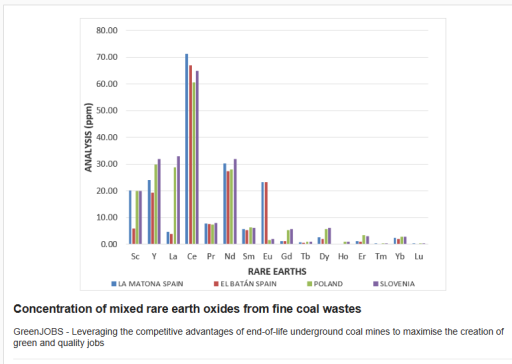 80.00
70.00
60.00
50.00
40.00
30.00
20.00
10.00
0.00
ANALYSIS (ppm)
Sc Y La Ce Pr Nd Sm Eu Gd Tb Dy Ho Er Tm Yb Lu
RARE EARTHS
LA MATONA SPAIN EL BATÁN SPAIN POLAND SLOVENIA
Concentration of mixed rare earth oxides from fine coal wastes
GreenJOBS - Leveraging the competitive advantages of end-of-life underground coal mines to maximise the creation of
green and quality jobs